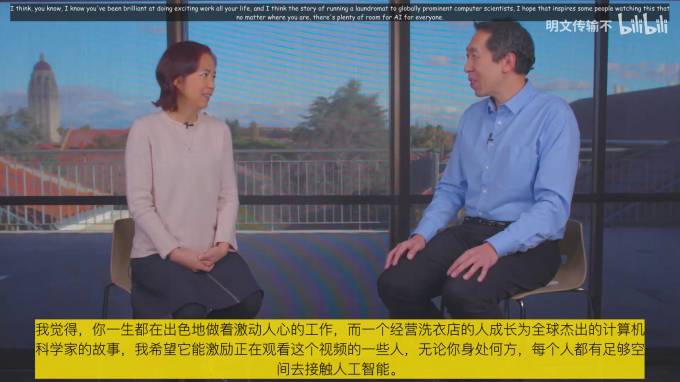 I think, you know, I know you've been brilliant at doing exciting work all your life, and I think the story of running a laundromat to globally prominent computer scientists, I hope that inspires some people watching this that
no matter where you are, there's plenty of room for AI for everyone.
明文传输不 bilibili
我觉得，你一生都在出色地做着激动人心的工作，而一个经营洗衣店的人成长为全球杰出的计算机
科学家的故事，我希望它能激励正在观看这个视频的一些人，无论你身处何方，每个人都有足够空
间去接触人工智能。